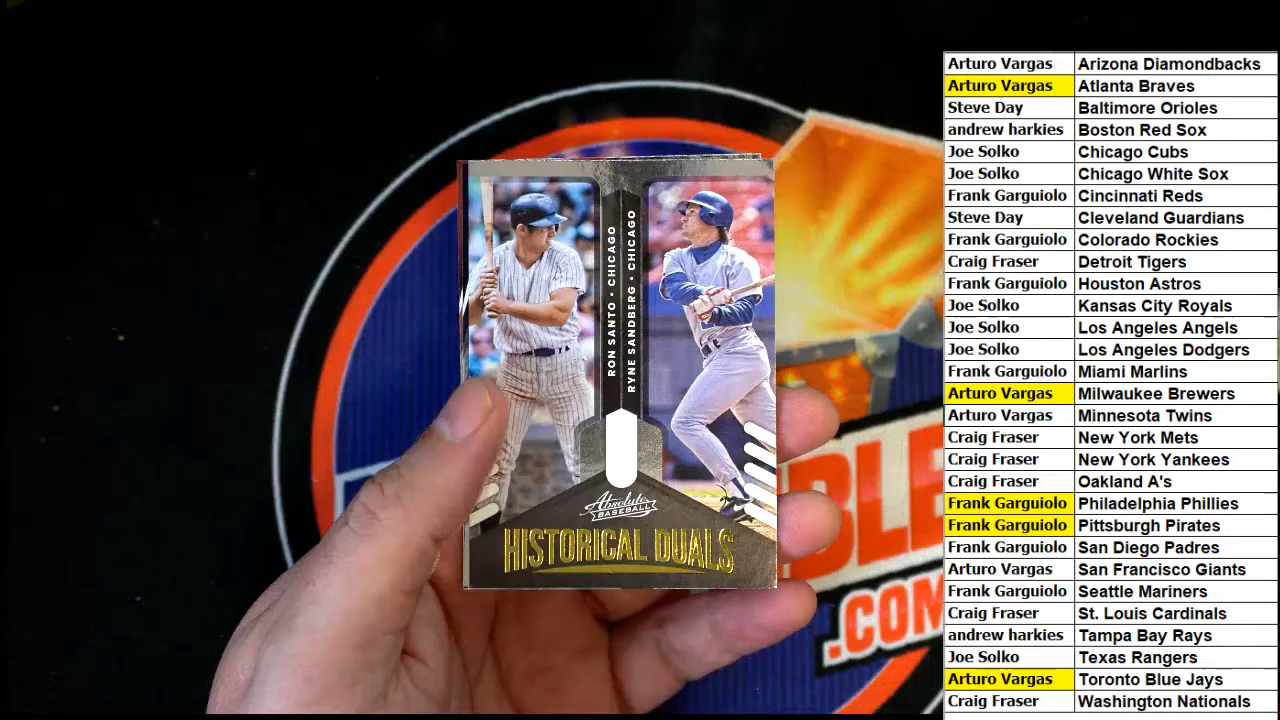 RON SANTO • CHICAGO
RYNE SANDBERG • CHICAGO
Absolute
BASEBALL
HISTORICAL DUALS
BLE
.COM
Arturo Vargas Arizona Diamondbacks
Arturo Vargas Atlanta Braves
Steve Day Baltimore Orioles
andrew harkies Boston Red Sox
Joe Solko Chicago Cubs
Joe Solko Chicago White Sox
Frank Garguiolo Cincinnati Reds
Steve Day Cleveland Guardians
Frank Garguiolo Colorado Rockies
Craig Fraser Detroit Tigers
Frank Garguiolo Houston Astros
Joe Solko Kansas City Royals
Joe Solko Los Angeles Angels
Joe Solko Los Angeles Dodgers
Frank Garguiolo Miami Marlins
Arturo Vargas Milwaukee Brewers
Arturo Vargas Minnesota Twins
Craig Fraser New York Mets
Craig Fraser New York Yankees
Craig Fraser Oakland A's
Frank Garguiolo Philadelphia Phillies
Frank Garguiolo Pittsburgh Pirates
Frank Garguiolo San Diego Padres
Arturo Vargas San Francisco Giants
Frank Garguiolo Seattle Mariners
Craig Fraser St. Louis Cardinals
andrew harkies Tampa Bay Rays
Joe Solko Texas Rangers
Arturo Vargas Toronto Blue Jays
Craig Fraser Washington Nationals